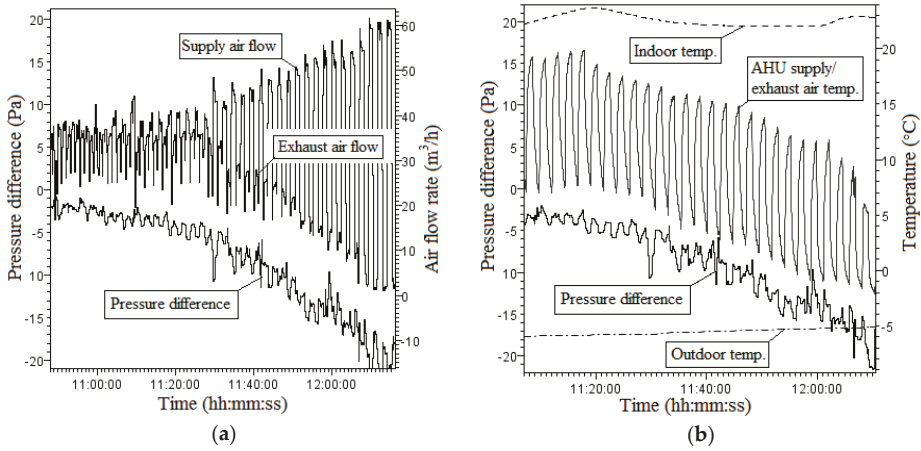 (a)
Pressure difference (Pa)
20
15
10
5
0
-5
-10
-15
-20
Supply air flow
Exhaust air flow
Pressure difference
60
50
40
30
20
10
0
-10
Air flow rate (m³/h)
11:00:00
11:20:00
11:40:00
12:00:00
Time (hh:mm:ss)
(a)
(b)
Pressure difference (Pa)
20
15
10
5
0
-5
-10
-15
-20
Indoor temp.
AHU supply/
exhaust air temp.
Pressure difference
Outdoor temp.
20
15
10
5
0
-5
Temperature (°C)
11:20:00
11:40:00
12:00:00
Time (hh:mm:ss)
(b)